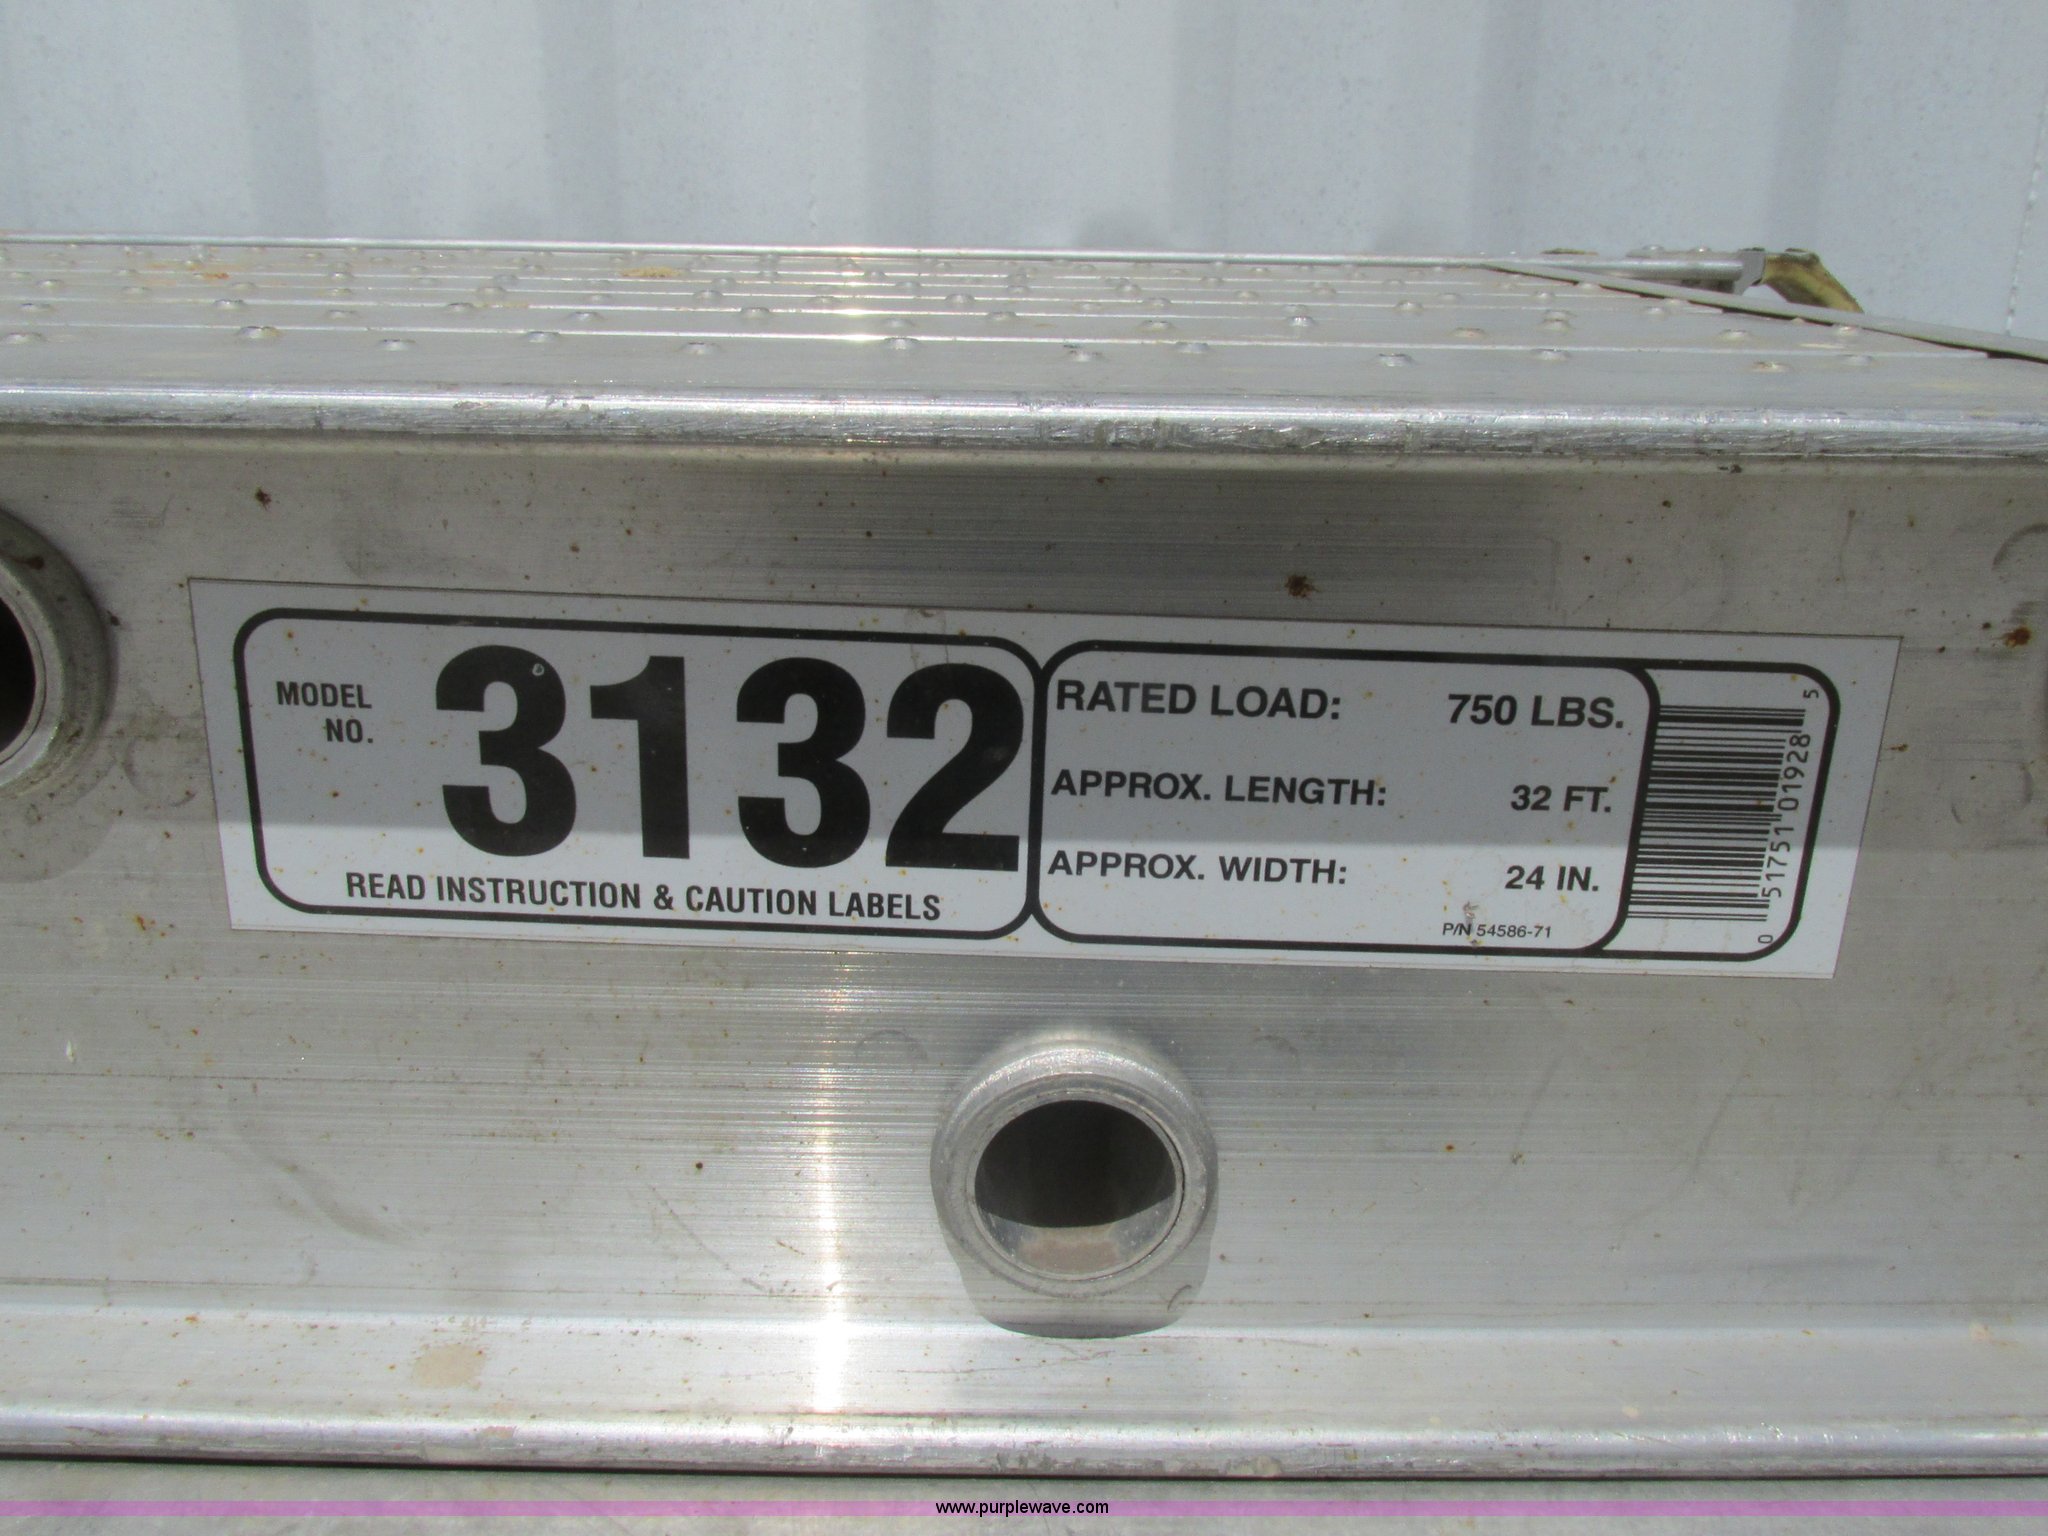 MODEL
NO.
3132
READ INSTRUCTION & CAUTION LABELS
RATED LOAD: 750 LBS.
APPROX. LENGTH: 32 FT.
APPROX. WIDTH: 24 IN.
P/N 54586-71
0 51751 01928 5
www.purplewave.com